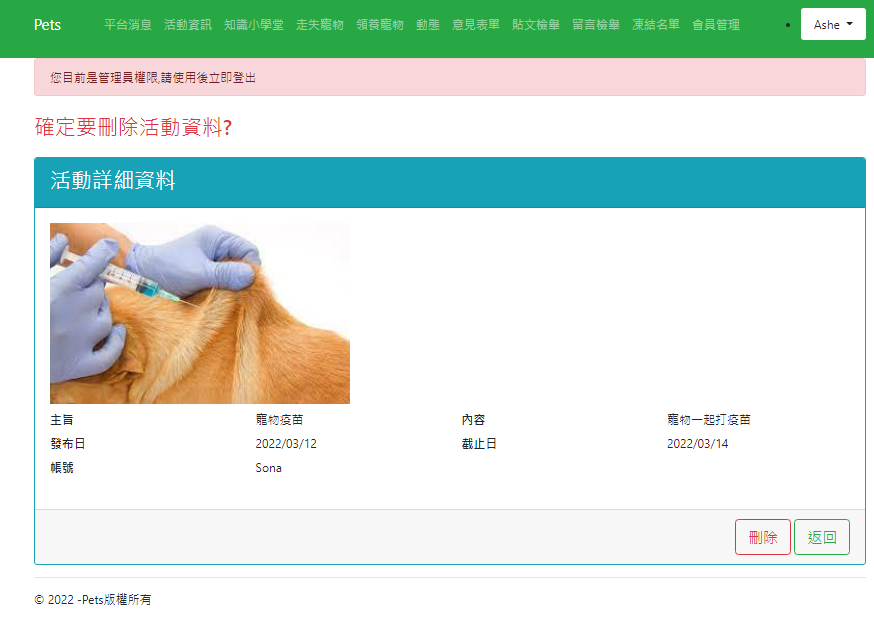 Pets 平台消息 活動資訊 知識小學堂 走失寵物 領養寵物 動態 意見表單 貼文檢舉 留言檢舉 凍結名單 會員管理 Ashe
您目前是管理員權限,請使用後立即登出
確定要刪除活動資料?
活動詳細資料
主旨 寵物疫苗 內容 寵物一起打疫苗
發布日 2022/03/12 截止日 2022/03/14
帳號 Sona
刪除 返回
© 2022 -Pets版權所有